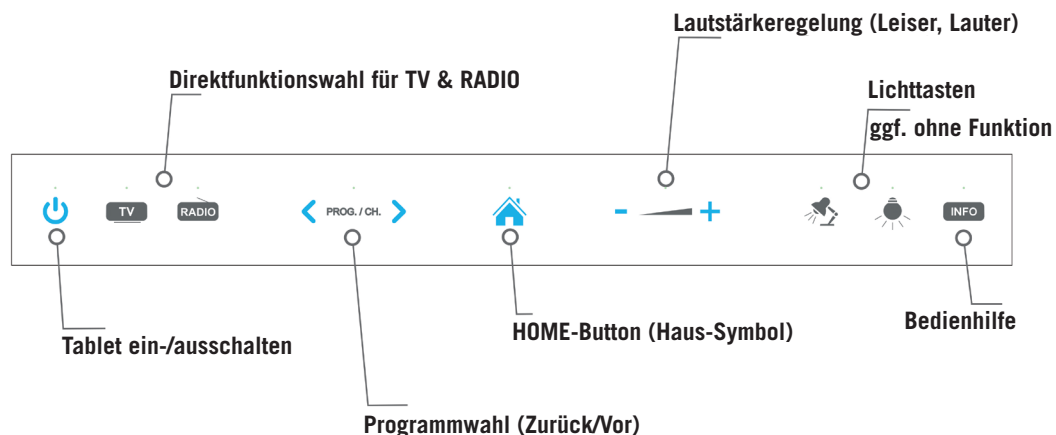 Lautstärkeregelung (Leiser, Lauter)
Direktfunktionswahl für TV & RADIO
Lichttasten
ggf. ohne Funktion
TV
RADIO
PROG. / CH.
- +
INFO
Tablet ein-/ausschalten
HOME-Button (Haus-Symbol)
Bedienhilfe
Programmwahl (Zurück/Vor)